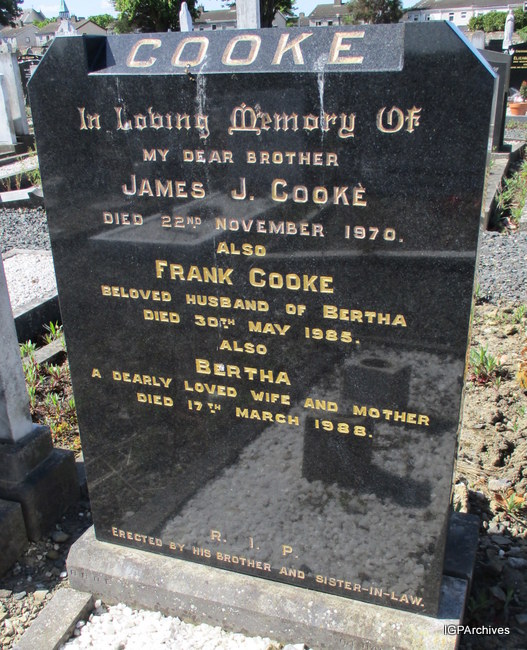 COOKE
In Loving Memory Of
MY DEAR BROTHER
JAMES J. COOKE
DIED 22ND NOVEMBER 1970.
ALSO
FRANK COOKE
BELOVED HUSBAND OF BERTHA
DIED 30TH MAY 1985.
ALSO
BERTHA
A DEARLY LOVED WIFE AND MOTHER
DIED 17TH MARCH 1988.
R. I. P.
ERECTED BY HIS BROTHER AND SISTER-IN-LAW.
IGPArchives